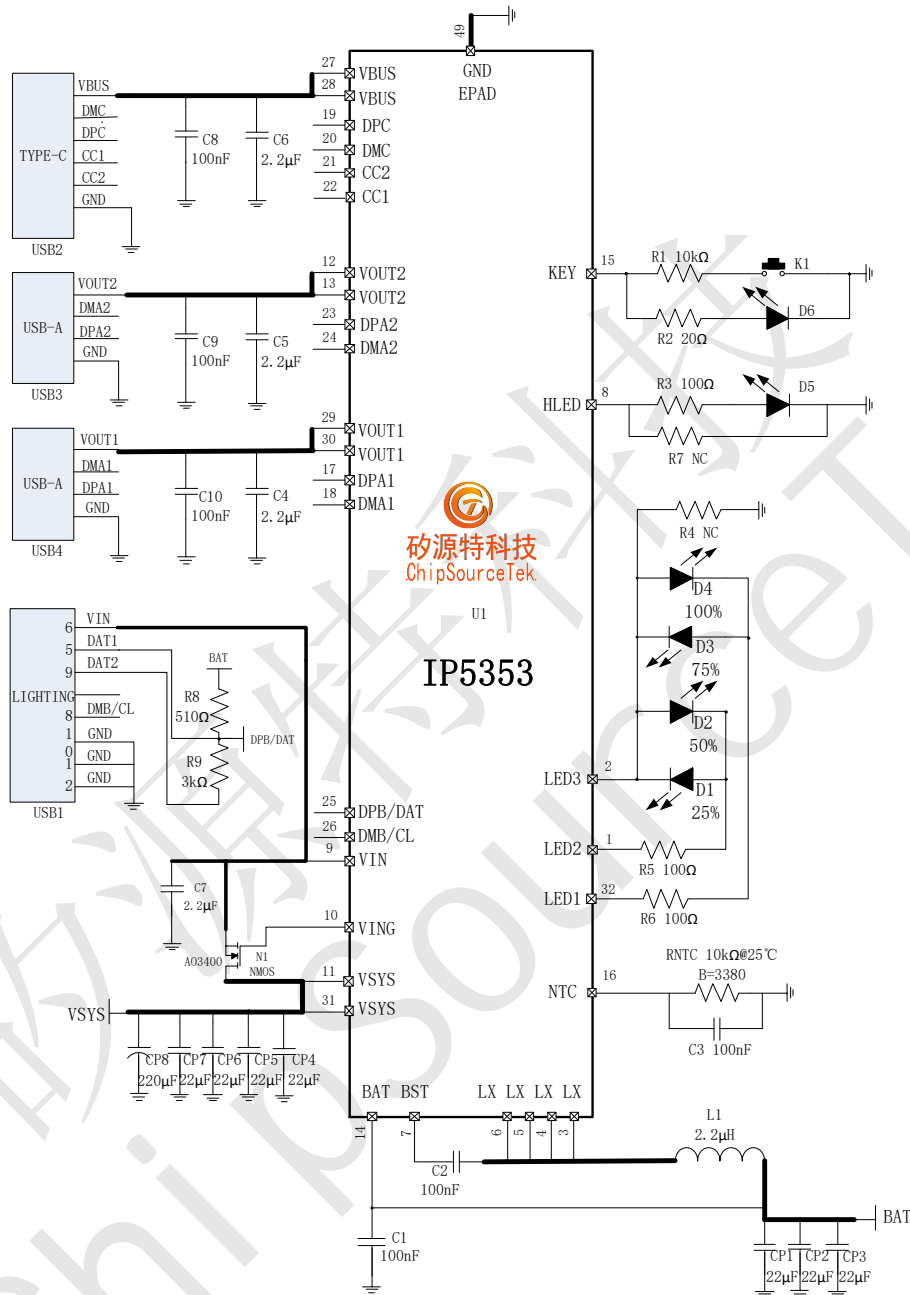 49
GND
EPAD
TYPE-C
VBUS
DMC
DPC
CC1
CC2
GND
USB2
C8
100nF
C6
2.2μF
27
VBUS
28
VBUS
19
DPC
20
DMC
21
CC2
22
CC1
USB-A
VOUT2
DMA2
DPA2
GND
USB3
C9
100nF
C5
2.2μF
12
VOUT2
13
VOUT2
23
DPA2
24
DMA2
USB-A
VOUT1
DMA1
DPA1
GND
USB4
C10
100nF
C4
2.2μF
29
VOUT1
30
VOUT1
17
DPA1
18
DMA1
矽源特科技
ChipSourceTek
U1
IP5353
KEY
15
R1 10kΩ
K1
R2 20Ω
D6
HLED
8
R3 100Ω
D5
R7 NC
R4 NC
D4
100%
D3
75%
D2
50%
D1
25%
LED3
2
LED2
1
R5 100Ω
LED1
32
R6 100Ω
NTC
16
RNTC 10kΩ@25℃
B=3380
C3 100nF
LIGHTING
6
VIN
5
DAT1
9
DAT2
8
DMB/CL
1
GND
0
1
GND
2
GND
USB1
BAT
R8
510Ω
DPB/DAT
R9
3kΩ
25
DPB/DAT
26
DMB/CL
9
VIN
C7
2.2μF
10
VING
AO3400
N1
NMOS
11
VSYS
31
VSYS
VSYS
CP8
220μF
CP7
22μF
CP6
22μF
CP5
22μF
CP4
22μF
BAT
BST
LX
LX
LX
LX
14
7
6
5
4
3
C2
100nF
L1
2.2μH
C1
100nF
BAT
CP1
22μF
CP2
22μF
CP3
22μF
矽源特科技
ChipSourceT